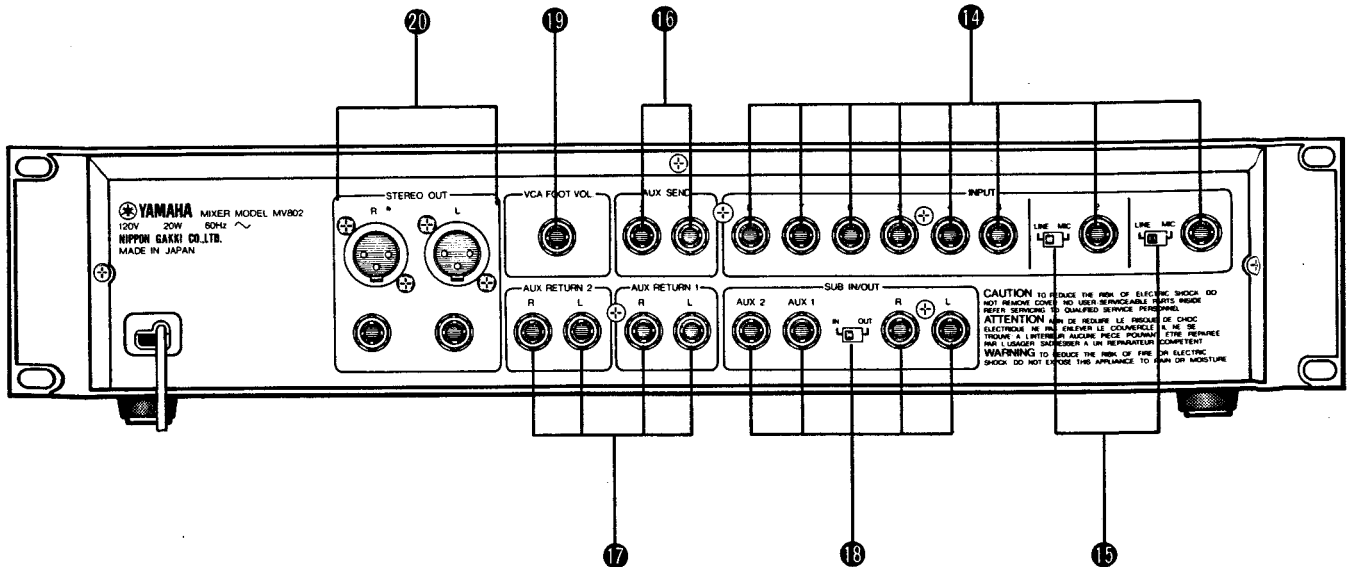 20 19 16 14
STEREO OUT
R * L
VCA FOOT VOL
AUX SEND
INPUT
LINE MIC
LINE MIC
YAMAHA MIXER MODEL MV802
120V 20W 60Hz
NIPPON GAKKI CO.,LTD.
MADE IN JAPAN
AUX RETURN 2
R L
AUX RETURN 1
R L
SUB IN/OUT
AUX 2 AUX 1 IN OUT R L
CAUTION TO REDUCE THE RISK OF ELECTRIC SHOCK DO
NOT REMOVE COVER NO USER SERVICEABLE PARTS INSIDE
REFER SERVICING TO QUALIFIED SERVICE PERSONNEL
ATTENTION AFIN DE REDUIRE LE RISQUE DE CHOC
ELECTRIQUE NE PAS ENLEVER LE COUVERCLE IL NE SE
TROUVE A L'INTERIEUR AUCUNE PIECE POUVANT ETRE REPAREE
PAR L USAGER SADRESSER A UN REPARATEUR COMPETENT
WARNING TO REDUCE THE RISK OF FIRE OR ELECTRIC
SHOCK DO NOT EXPOSE THIS APPLIANCE TO RAIN OR MOISTURE
17 18 15